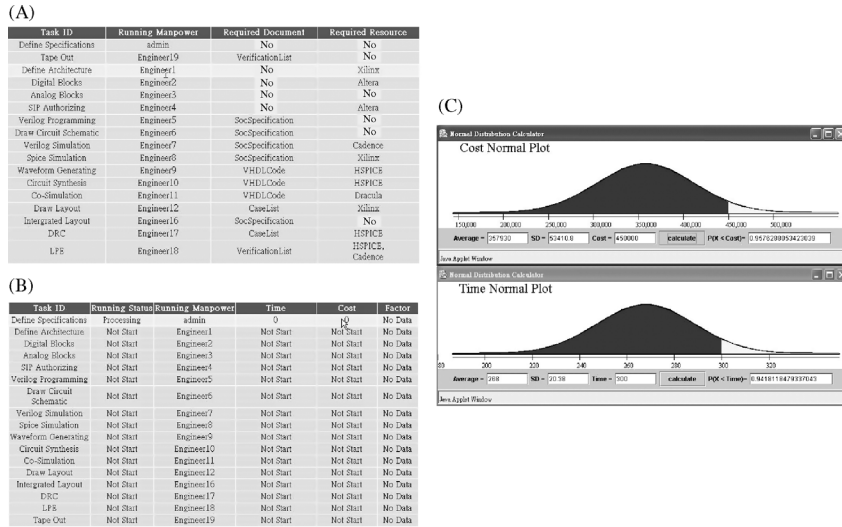 (A)
Task ID Running Manpower Required Document Required Resource
Define Specifications admin No No
Tape Out Engineer19 VerificationList No
Define Architecture Engineer1 No Xilinx
Digital Blocks Engineer2 No Altera
Analog Blocks Engineer3 No No
SIP Authorizing Engineer4 No Altera
Verilog Programming Engineer5 SocSpecification No
Draw Circuit Schematic Engineer6 SocSpecification No
Verilog Simulation Engineer7 SocSpecification Cadence
Spice Simulation Engineer8 SocSpecification Xilinx
Waveform Generating Engineer9 VHDLCode HSPICE
Circuit Synthesis Engineer10 VHDLCode HSPICE
Co-Simulation Engineer11 VHDLCode Dracula
Draw Layout Engineer12 CaseList Xilinx
Intergrated Layout Engineer16 SocSpecification No
DRC Engineer17 CaseList HSPICE
LPE Engineer18 VerificationList HSPICE,
Cadence
(B)
Task ID Running Status Running Manpower Time Cost Factor
Define Specifications Processing admin 0 0 No Data
Define Architecture Not Start Engineer1 Not Start Not Start No Data
Digital Blocks Not Start Engineer2 Not Start Not Start No Data
Analog Blocks Not Start Engineer3 Not Start Not Start No Data
SIP Authorizing Not Start Engineer4 Not Start Not Start No Data
Verilog Programming Not Start Engineer5 Not Start Not Start No Data
Draw Circuit
Schematic Not Start Engineer6 Not Start Not Start No Data
Verilog Simulation Not Start Engineer7 Not Start Not Start No Data
Spice Simulation Not Start Engineer8 Not Start Not Start No Data
Waveform Generating Not Start Engineer9 Not Start Not Start No Data
Circuit Synthesis Not Start Engineer10 Not Start Not Start No Data
Co-Simulation Not Start Engineer11 Not Start Not Start No Data
Draw Layout Not Start Engineer12 Not Start Not Start No Data
Intergrated Layout Not Start Engineer16 Not Start Not Start No Data
DRC Not Start Engineer17 Not Start Not Start No Data
LPE Not Start Engineer18 Not Start Not Start No Data
Tape Out Not Start Engineer19 Not Start Not Start No Data
(C)
Normal Distribution Calculator
Cost Normal Plot
150,000 200,000 250,000 300,000 350,000 400,000 450,000 500,000
Average = 357930 SD = 53410.8 Cost = 450000 calculate P(X < Cost)=
Java Applet Window
Normal Distribution Calculator
Time Normal Plot
80 200 220 240 260 280 300 320
Average = 268 SD = 20.38 Time = 300 calculate P(X < Time)=
Java Applet Window